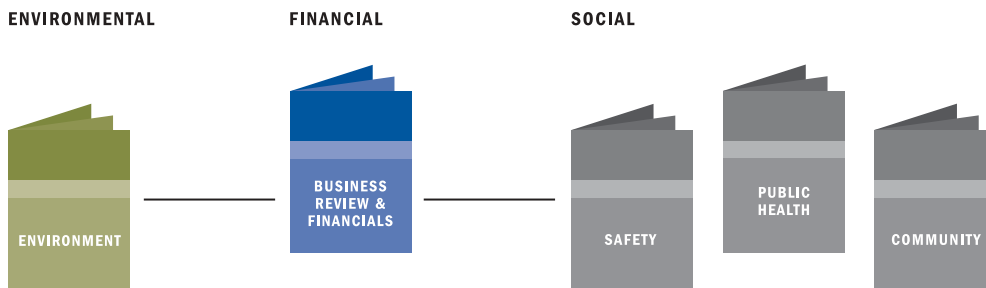 ENVIRONMENTAL
FINANCIAL
SOCIAL
ENVIRONMENT
BUSINESS
REVIEW &
FINANCIALS
SAFETY
PUBLIC
HEALTH
COMMUNITY